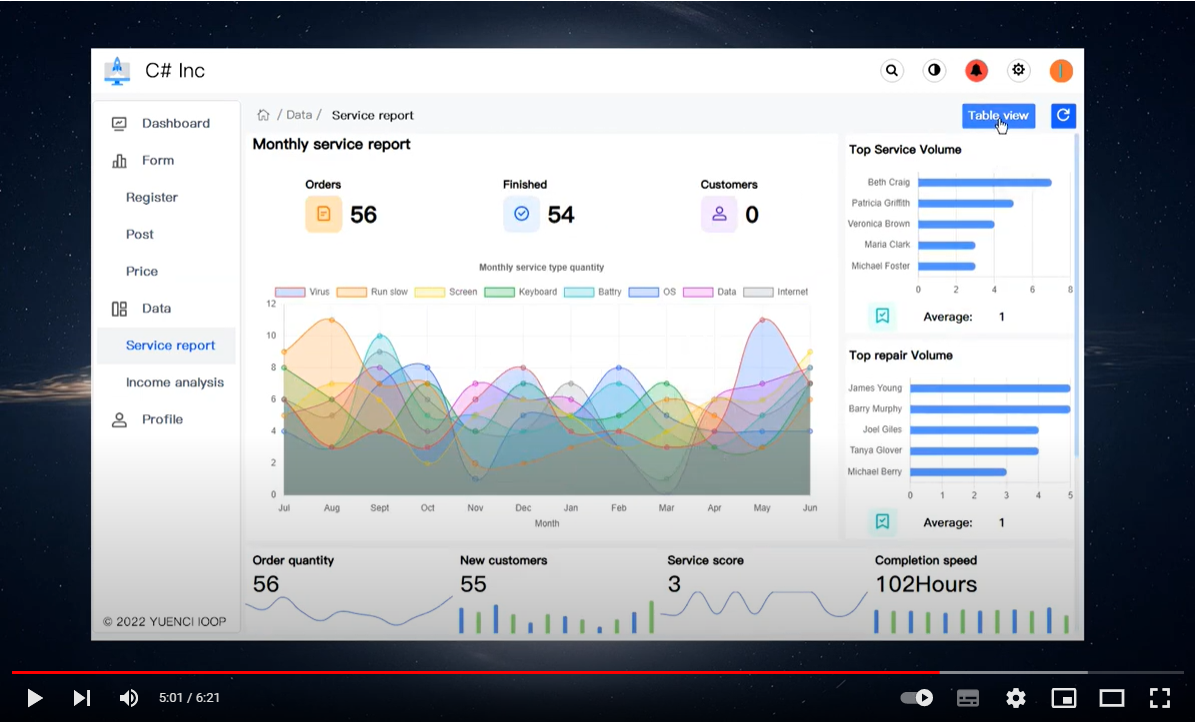 C# Inc
Dashboard
Form
Register
Post
Price
Data
Service report
Income analysis
Profile
© 2022 YUENCI IOOP
/ Data / Service report
Table view
Monthly service report
Orders
56
Finished
54
Customers
0
Monthly service type quantity
Virus Run slow Screen Keyboard Battry OS Data Internet
12
10
8
6
4
2
0
Jul Aug Sept Oct Nov Dec Jan Feb Mar Apr May Jun
Month
Top Service Volume
Beth Craig
Patricia Griffith
Veronica Brown
Maria Clark
Michael Foster
0 2 4 6 8
Average: 1
Top repair Volume
James Young
Barry Murphy
Joel Giles
Tanya Glover
Michael Berry
0 1 2 3 4 5
Average: 1
Order quantity
56
New customers
55
Service score
3
Completion speed
102Hours
5:01 / 6:21